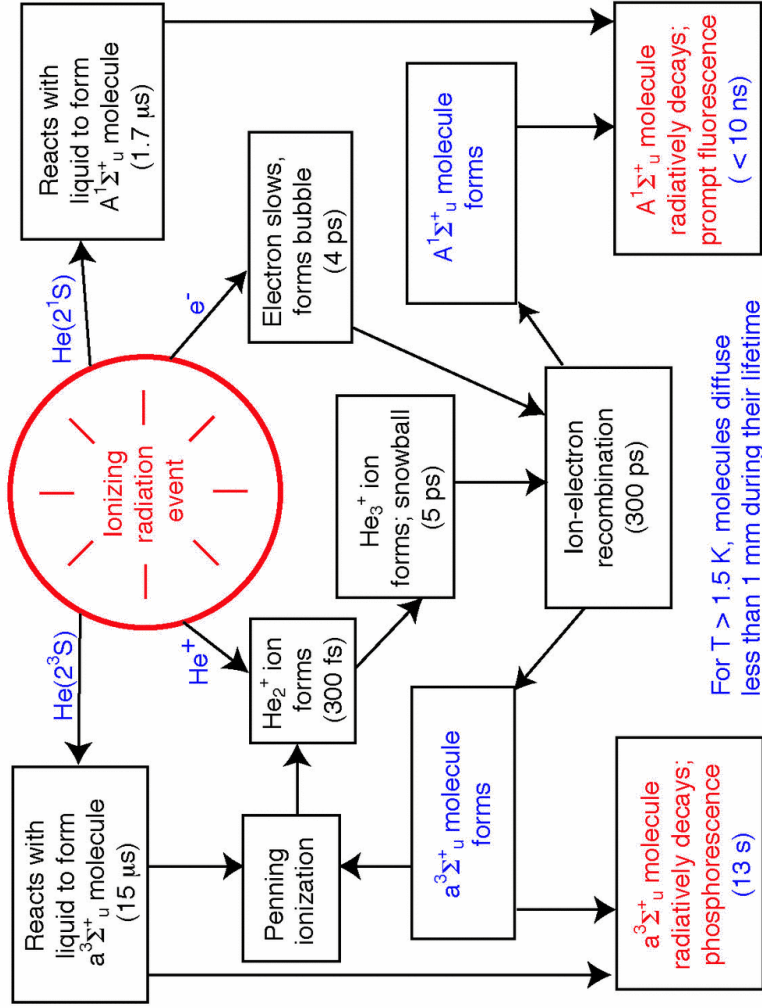 Ionizing
radiation
event
He(2³S)
He(2¹S)
He⁺
e⁻
Reacts with
liquid to form
a³Σ⁺ᵤ molecule
(15 µs)
Reacts with
liquid to form
A¹Σ⁺ᵤ molecule
(1.7 µs)
Penning
ionization
He₂⁺ ion
forms
(300 fs)
He₃⁺ ion
forms; snowball
(5 ps)
Electron slows,
forms bubble
(4 ps)
a³Σ⁺ᵤ molecule
forms
Ion-electron
recombination
(300 ps)
A¹Σ⁺ᵤ molecule
forms
a³Σ⁺ᵤ molecule
radiatively decays;
phosphorescence
(13 s)
For T > 1.5 K, molecules diffuse
less than 1 mm during their lifetime
A¹Σ⁺ᵤ molecule
radiatively decays;
prompt fluorescence
( < 10 ns)